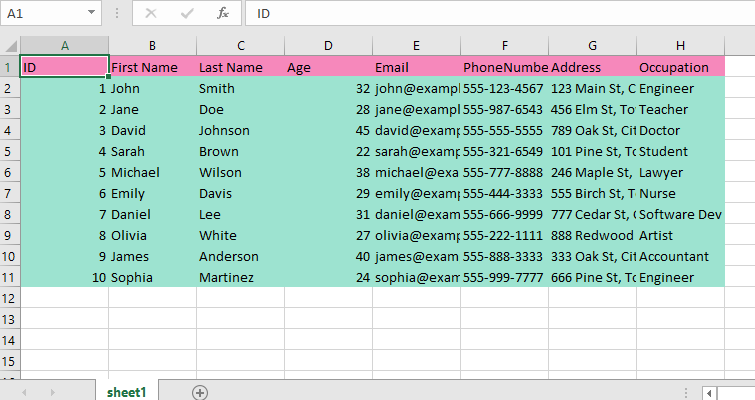 A1 fx ID
A B C D E F G H
1 ID First Name Last Name Age Email PhoneNumbe Address Occupation
2 1 John Smith 32 john@exampl 555-123-4567 123 Main St, C Engineer
3 2 Jane Doe 28 jane@exampl 555-987-6543 456 Elm St, To Teacher
4 3 David Johnson 45 david@exam 555-555-5555 789 Oak St, Cit Doctor
5 4 Sarah Brown 22 sarah@exam 555-321-6549 101 Pine St, To Student
6 5 Michael Wilson 38 michael@exa 555-777-8888 246 Maple St, Lawyer
7 6 Emily Davis 29 emily@exam 555-444-3333 555 Birch St, T Nurse
8 7 Daniel Lee 31 daniel@exam 555-666-9999 777 Cedar St, Software Dev
9 8 Olivia White 27 olivia@exam 555-222-1111 888 Redwood Artist
10 9 James Anderson 40 james@exam 555-888-3333 333 Oak St, Cit Accountant
11 10 Sophia Martinez 24 sophia@exam 555-999-7777 666 Pine St, To Engineer
12
13
14
15
sheet1